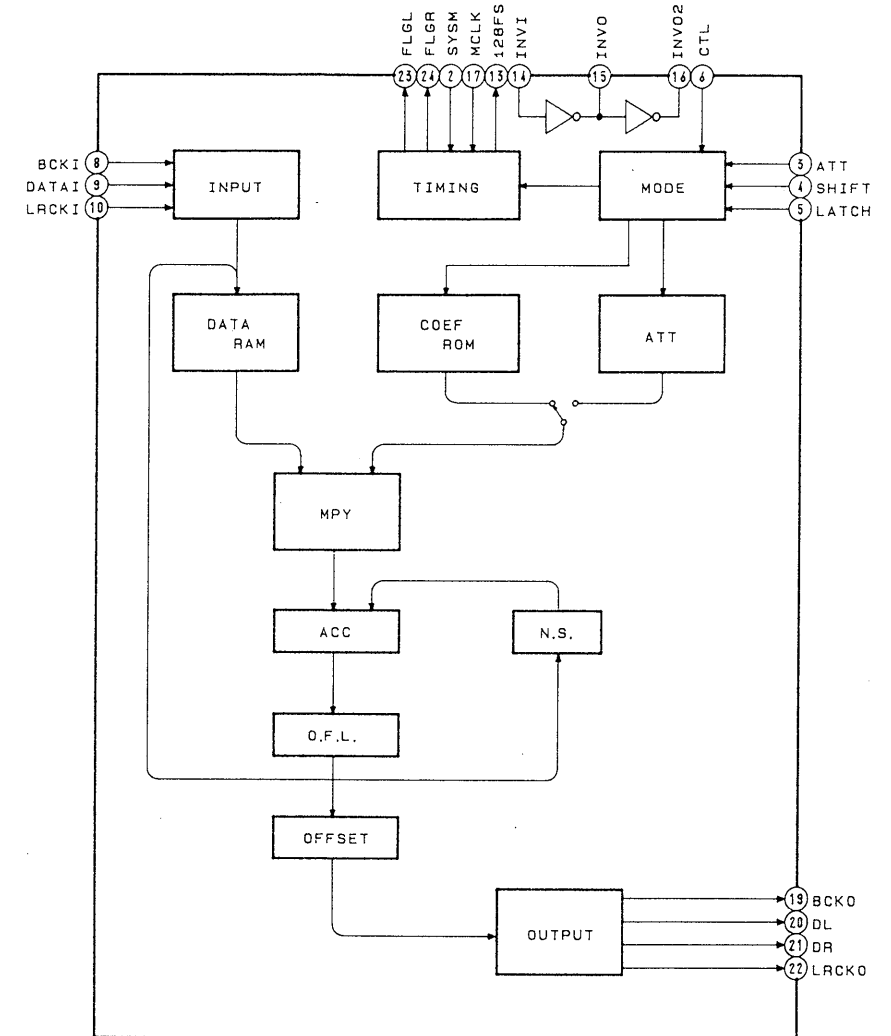 FLGL
FLGR
SYSM
MCLK
128FS
INVI
INVO
INVO2
CTL
23 24 2 17 13 14 15 16 6
BCKI 8
DATAI 9
LRCKI 10
INPUT
TIMING
MODE
3 ATT
4 SHIFT
5 LATCH
DATA
RAM
COEF
ROM
ATT
MPY
ACC
N.S.
O.F.L.
OFFSET
OUTPUT
19 BCKO
20 DL
21 DR
22 LRCKO